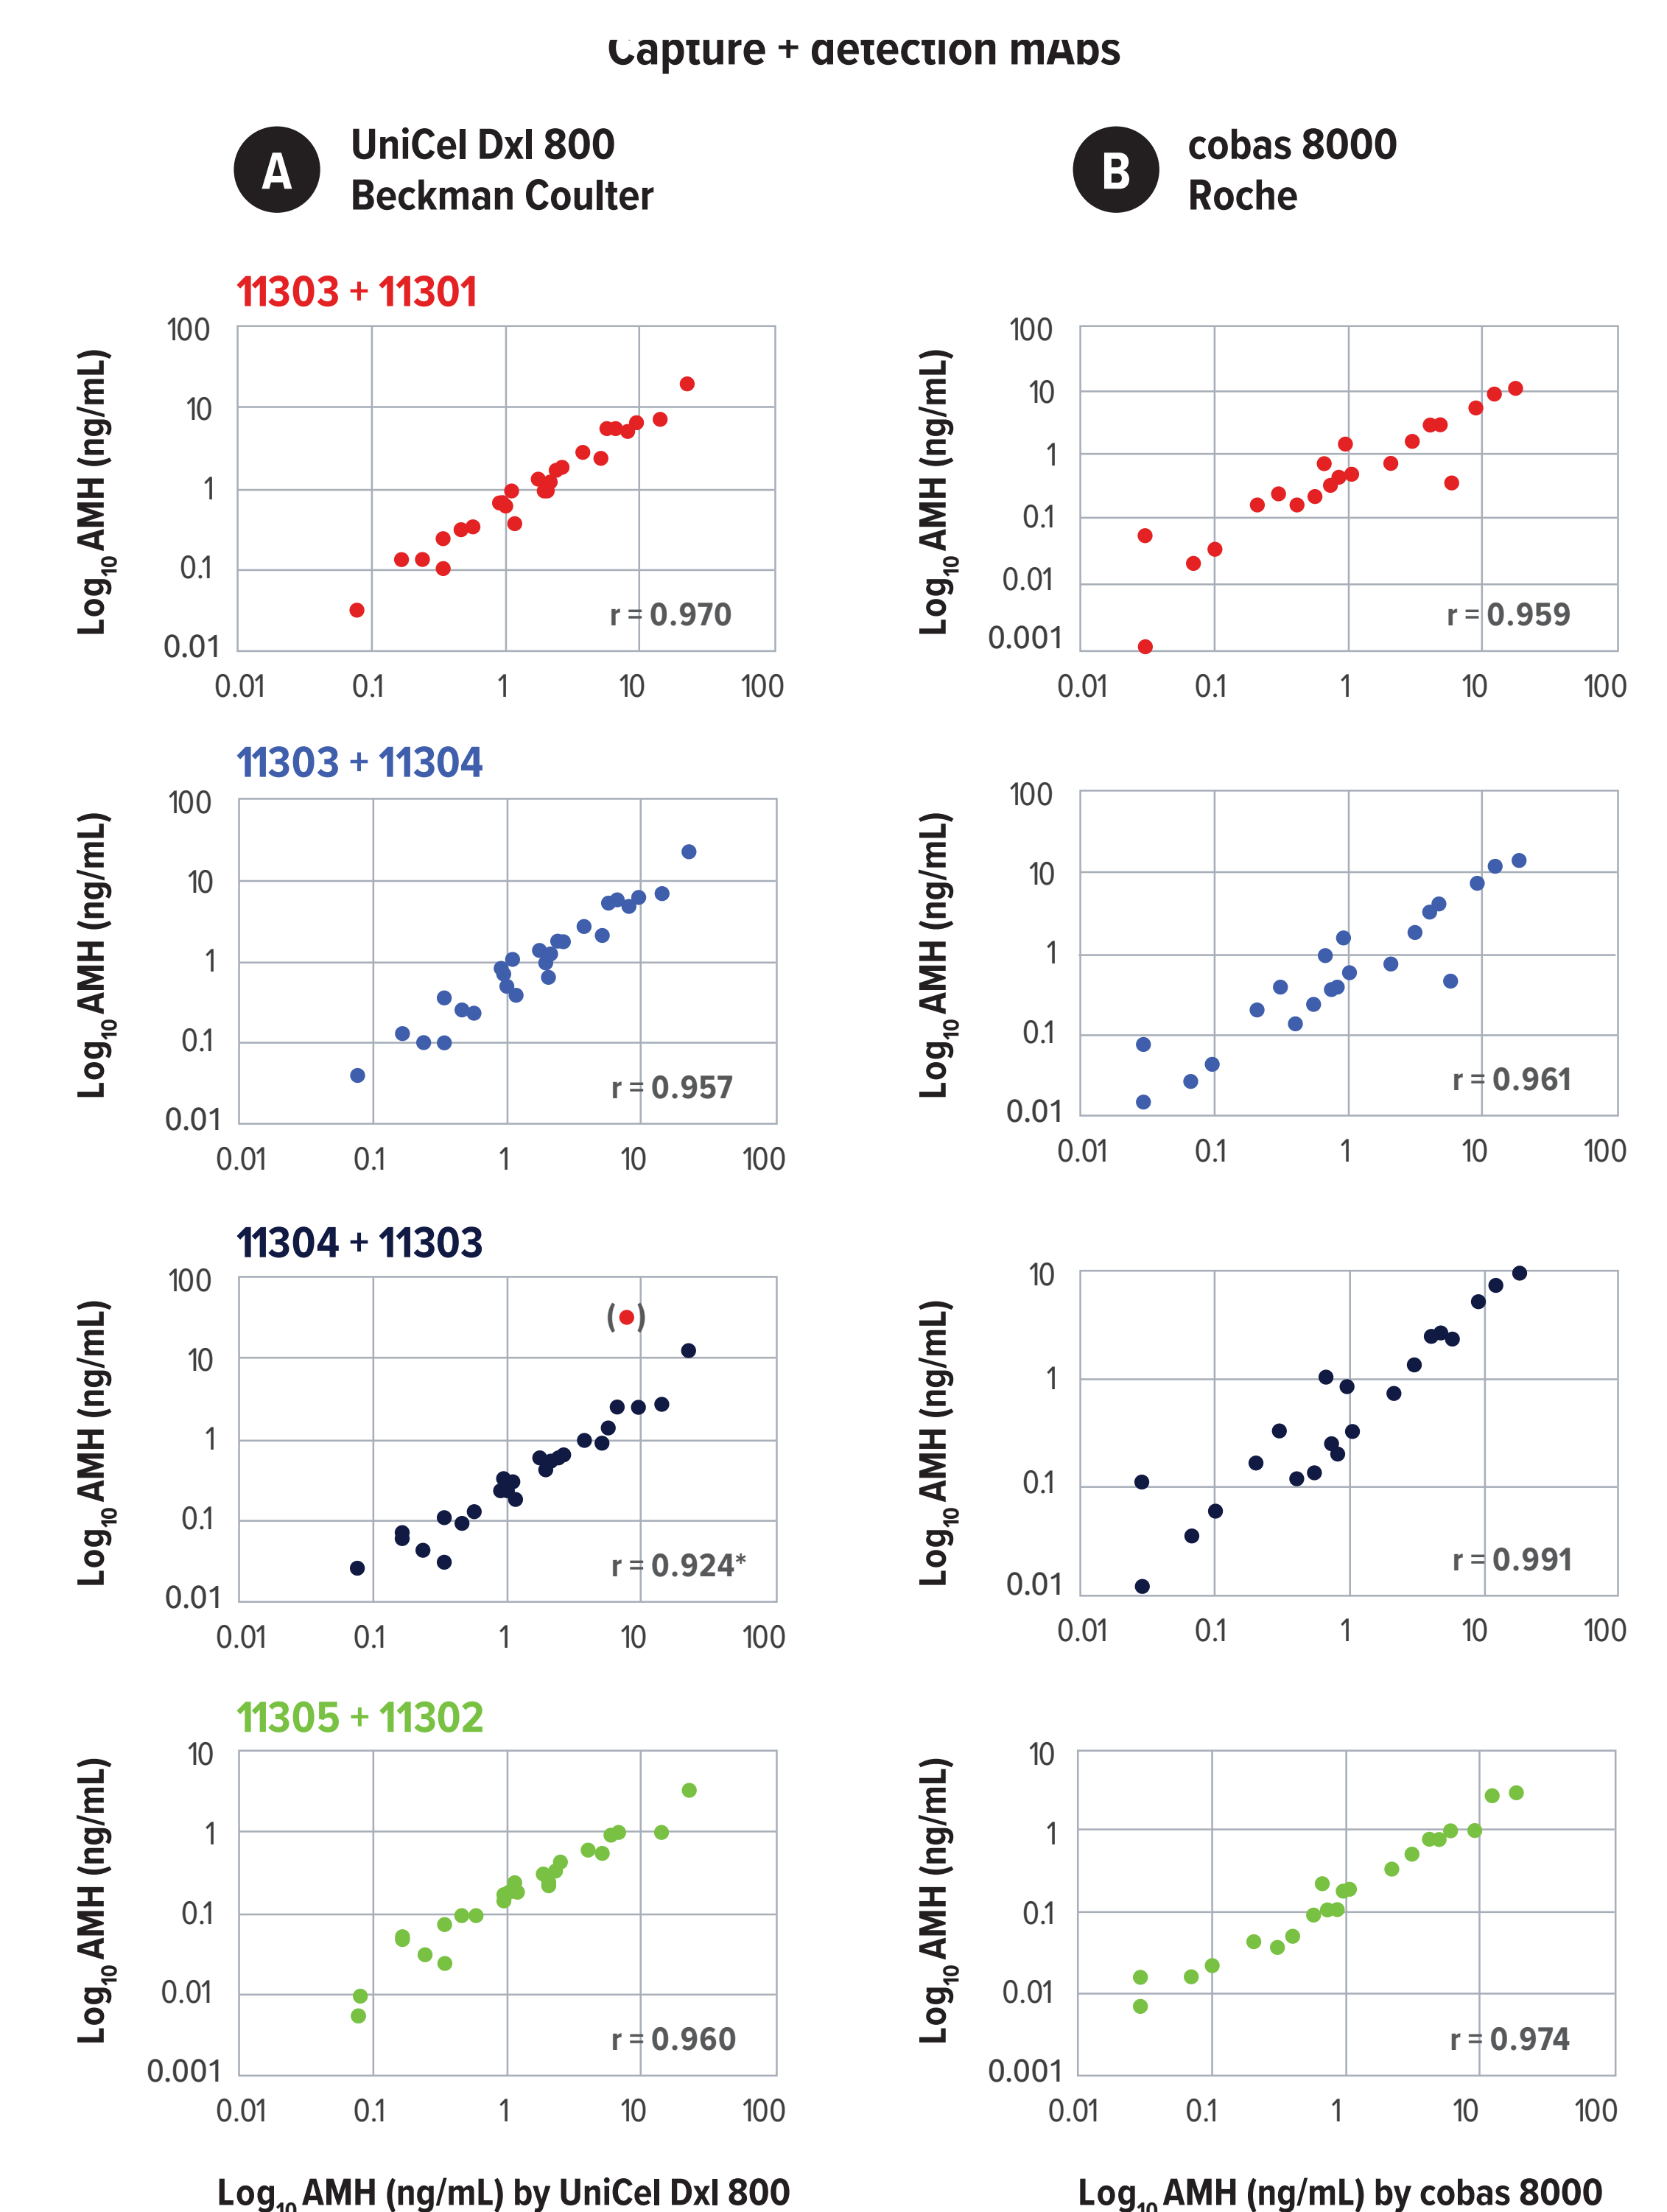 Capture + detection mAbs
A
UniCel DxI 800
Beckman Coulter
B
cobas 8000
Roche
11303 + 11301
Log10 AMH (ng/mL)
100
10
1
0.1
0.01
r = 0.970
0.01 0.1 1 10 100
Log10 AMH (ng/mL)
100
10
1
0.1
0.01
0.001
r = 0.959
0.01 0.1 1 10 100
11303 + 11304
Log10 AMH (ng/mL)
100
10
1
0.1
0.01
r = 0.957
0.01 0.1 1 10 100
Log10 AMH (ng/mL)
100
10
1
0.1
0.01
r = 0.961
0.01 0.1 1 10 100
11304 + 11303
Log10 AMH (ng/mL)
100
10
1
0.1
0.01
( )
r = 0.924*
0.01 0.1 1 10 100
Log10 AMH (ng/mL)
10
1
0.1
0.01
r = 0.991
0.01 0.1 1 10 100
11305 + 11302
Log10 AMH (ng/mL)
10
1
0.1
0.01
0.001
r = 0.960
0.01 0.1 1 10 100
Log10 AMH (ng/mL)
10
1
0.1
0.01
0.001
r = 0.974
0.01 0.1 1 10 100
Log10 AMH (ng/mL) by UniCel DxI 800
Log10 AMH (ng/mL) by cobas 8000